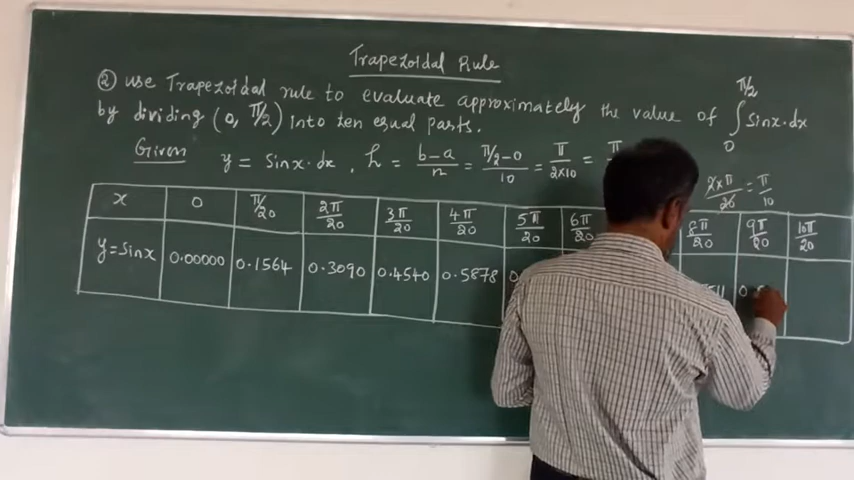 Trapezoidal Rule
② use Trapezoidal rule to evaluate approximately the value of ∫₀^π/2 Sinx·dx
by dividing (0, π/2) into ten equal parts.
Given y = Sinx·dx, h = b-a/n = π/2-0/10 = π/2×10 = π
2×π/20 = π/10
x 0 π/20 2π/20 3π/20 4π/20 5π/20 6π/20 8π/20 9π/20 10π/20
y=Sinx 0.00000 0.1564 0.3090 0.4540 0.5878